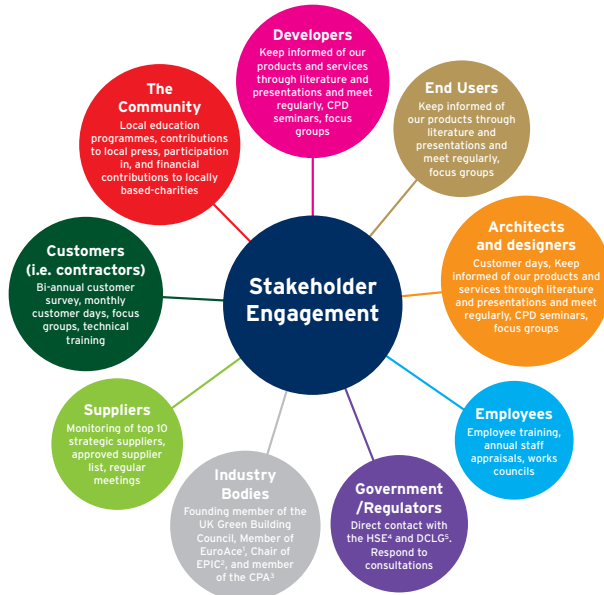 Developers
Keep informed of our
products and services
through literature and
presentations and meet
regularly, CPD
seminars, focus
groups
End Users
Keep informed of
our products through
literature and
presentations and
meet regularly,
focus groups
Architects
and designers
Customer days, Keep
informed of our products and
services through literature
and presentations and meet
regularly, CPD seminars,
focus groups
Employees
Employee training,
annual staff
appraisals, works
councils
Government
/Regulators
Direct contact with
the HSE⁴ and DCLG⁵.
Respond to
consultations
Industry
Bodies
Founding member of the
UK Green Building
Council, Member of
EuroAce¹, Chair of
EPIC², and member
of the CPA³
Suppliers
Monitoring of top 10
strategic suppliers,
approved supplier
list, regular
meetings
Customers
(i.e. contractors)
Bi-annual customer
survey, monthly
customer days, focus
groups, technical
training
The
Community
Local education
programmes, contributions
to local press, participation
in, and financial
contributions to locally
based-charities
Stakeholder
Engagement